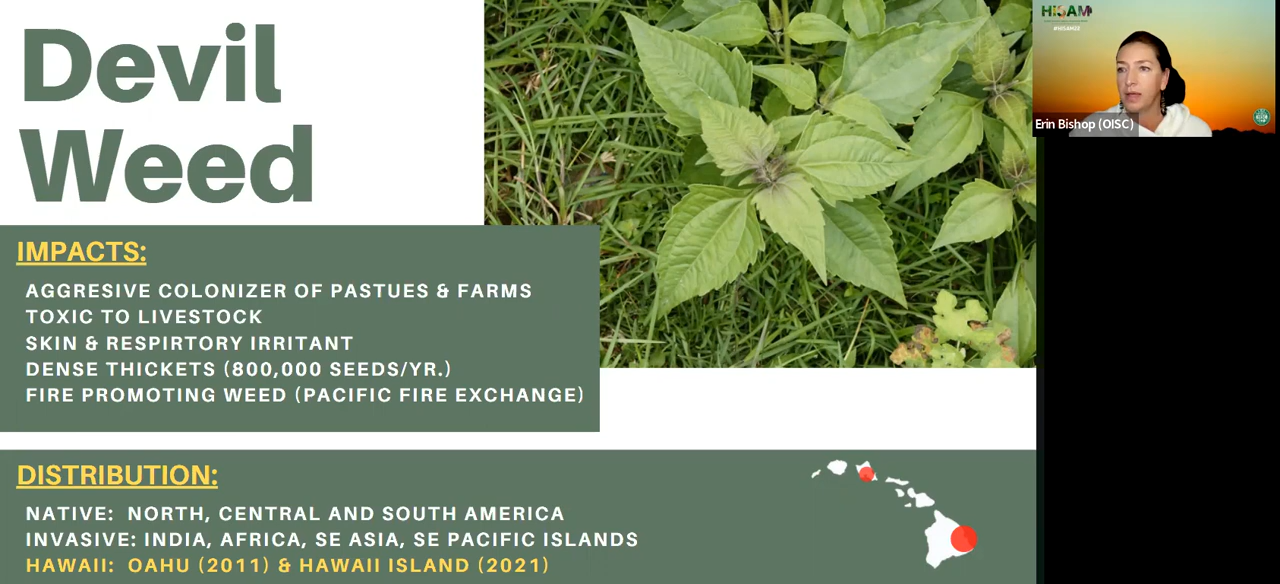 Devil
Weed
IMPACTS:
AGGRESIVE COLONIZER OF PASTUES & FARMS
TOXIC TO LIVESTOCK
SKIN & RESPIRTORY IRRITANT
DENSE THICKETS (800,000 SEEDS/YR.)
FIRE PROMOTING WEED (PACIFIC FIRE EXCHANGE)
DISTRIBUTION:
NATIVE: NORTH, CENTRAL AND SOUTH AMERICA
INVASIVE: INDIA, AFRICA, SE ASIA, SE PACIFIC ISLANDS
HAWAII: OAHU (2011) & HAWAII ISLAND (2021)
HISAM
Erin Bishop (OISC)